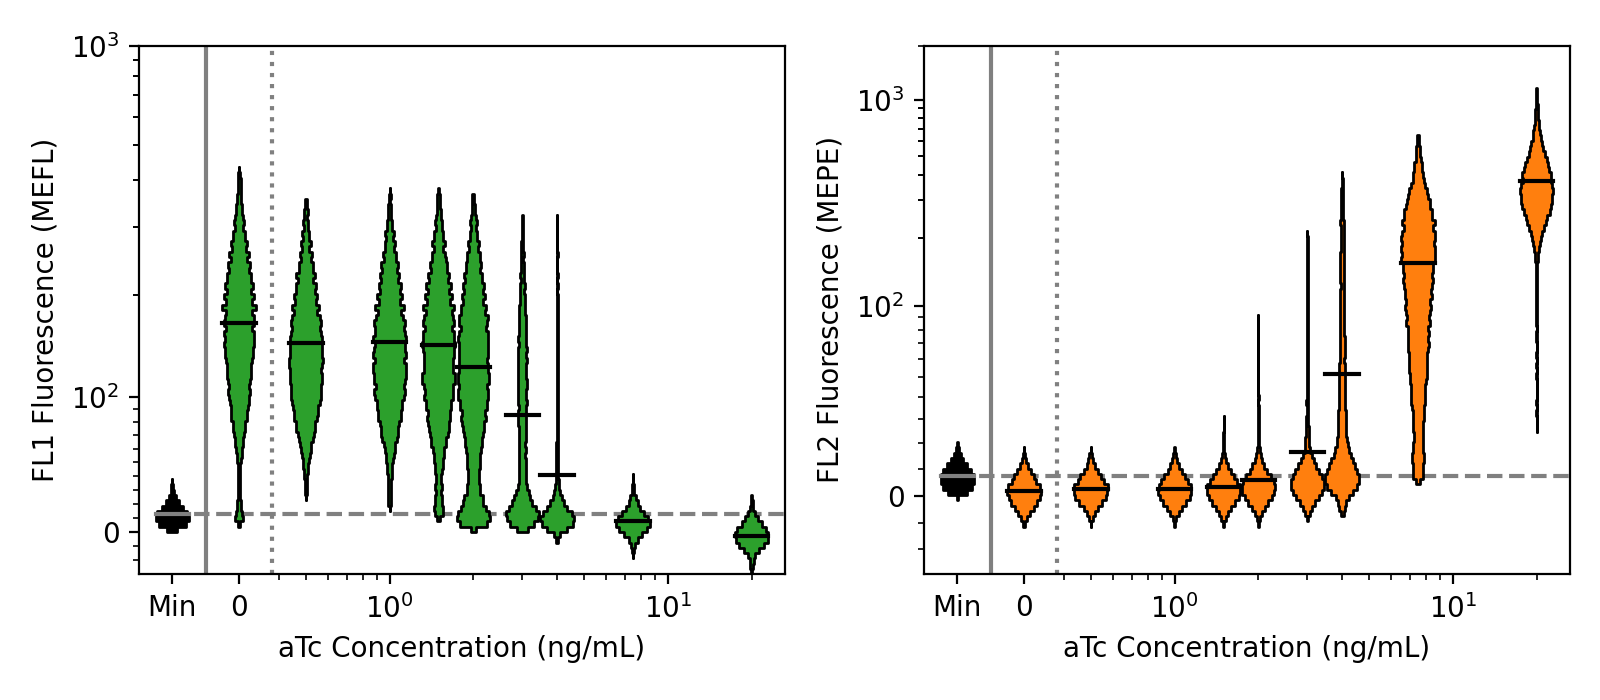 FL1 Fluorescence (MEFL)
10³
10²
0
Min 0 10⁰ 10¹
aTc Concentration (ng/mL)
FL2 Fluorescence (MEPE)
10³
10²
0
Min 0 10⁰ 10¹
aTc Concentration (ng/mL)